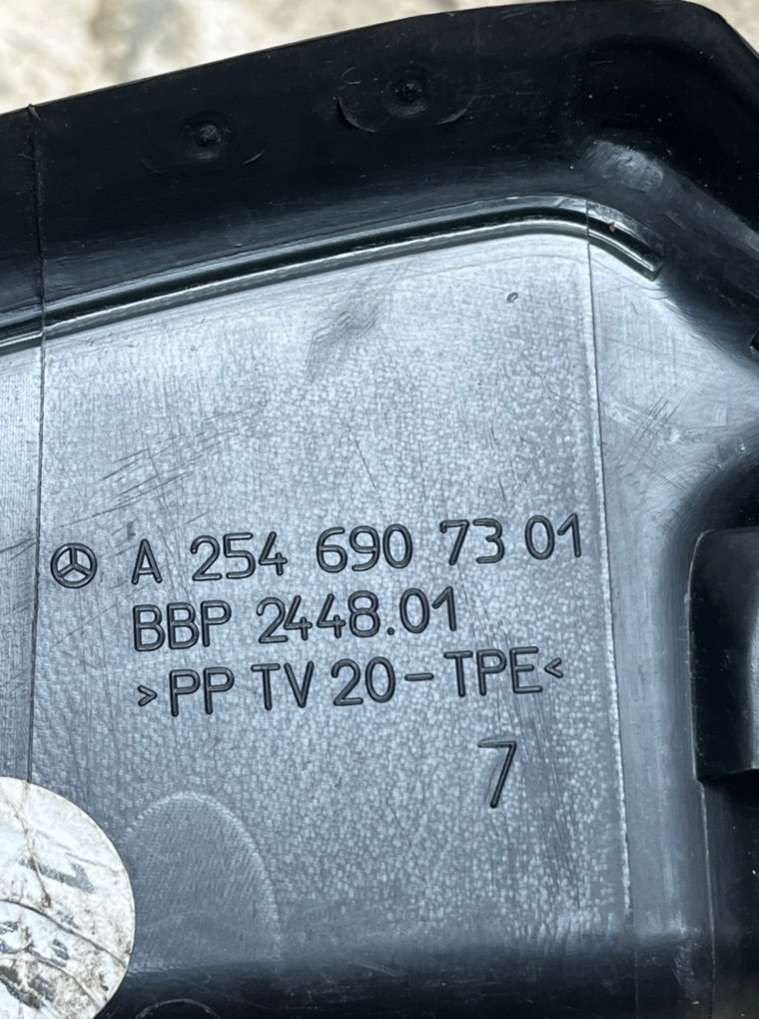 A 254 690 73 01
BBP 2448.01
>PP TV 20-TPE<
7